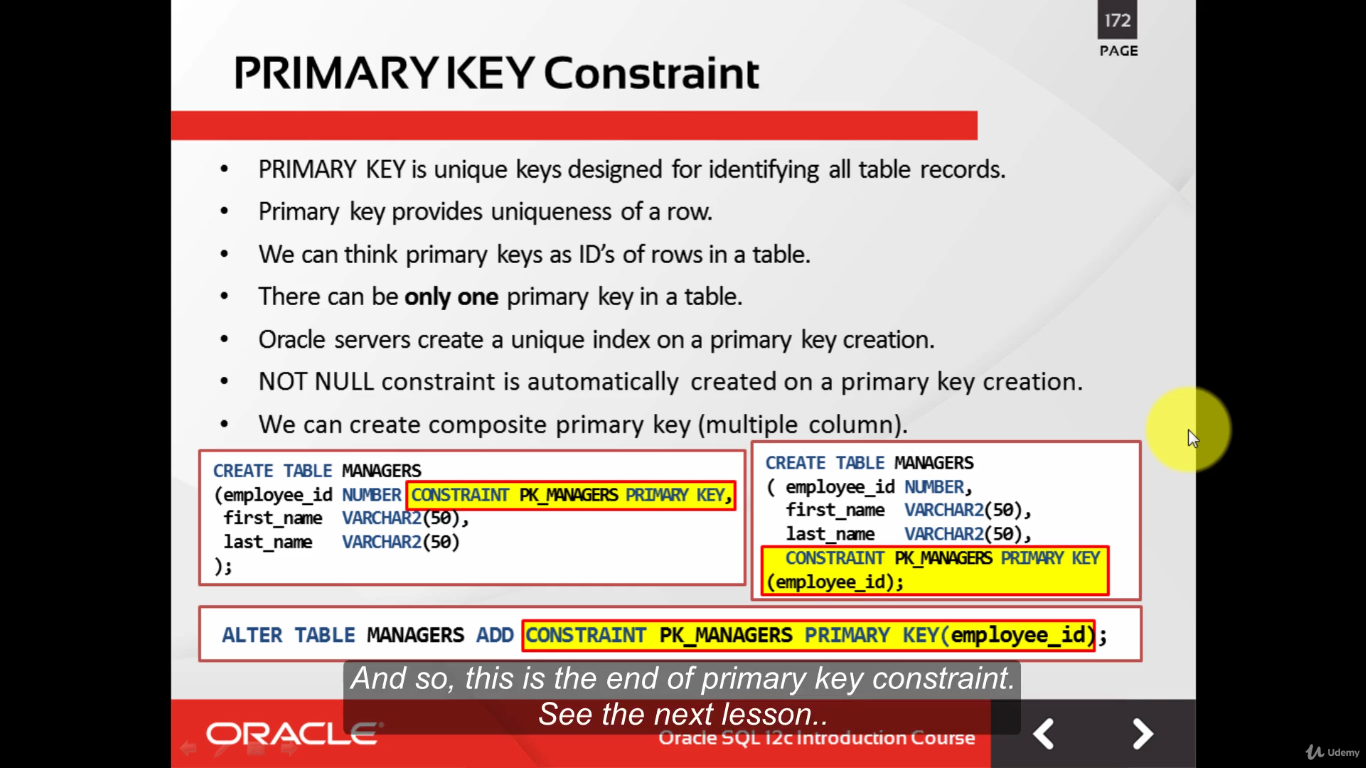 172
PAGE
PRIMARY KEY Constraint
• PRIMARY KEY is unique keys designed for identifying all table records.
• Primary key provides uniqueness of a row.
• We can think primary keys as ID’s of rows in a table.
• There can be only one primary key in a table.
• Oracle servers create a unique index on a primary key creation.
• NOT NULL constraint is automatically created on a primary key creation.
• We can create composite primary key (multiple column).
CREATE TABLE MANAGERS
(employee_id NUMBER CONSTRAINT PK_MANAGERS PRIMARY KEY,
first_name VARCHAR2(50),
last_name VARCHAR2(50)
);
CREATE TABLE MANAGERS
( employee_id NUMBER,
first_name VARCHAR2(50),
last_name VARCHAR2(50),
CONSTRAINT PK_MANAGERS PRIMARY KEY
(employee_id);
ALTER TABLE MANAGERS ADD CONSTRAINT PK_MANAGERS PRIMARY KEY(employee_id);
And so, this is the end of primary key constraint.
See the next lesson..
ORACLE
Oracle SQL 12c Introduction Course
Udemy